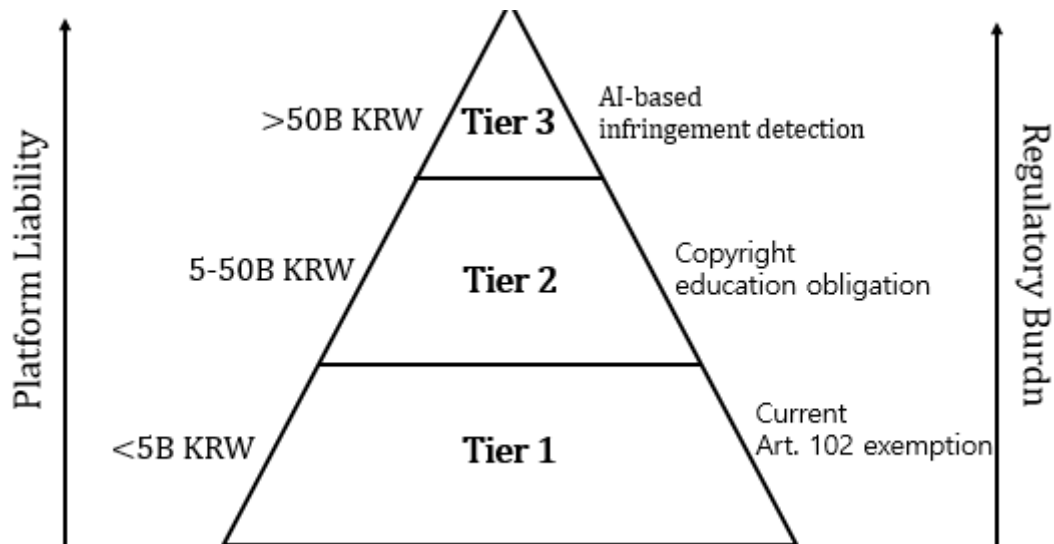 Platform Liability
>50B KRW
Tier 3
AI-based
infringement detection
5-50B KRW
Tier 2
Copyright
education obligation
<5B KRW
Tier 1
Current
Art. 102 exemption
Regulatory Burdn